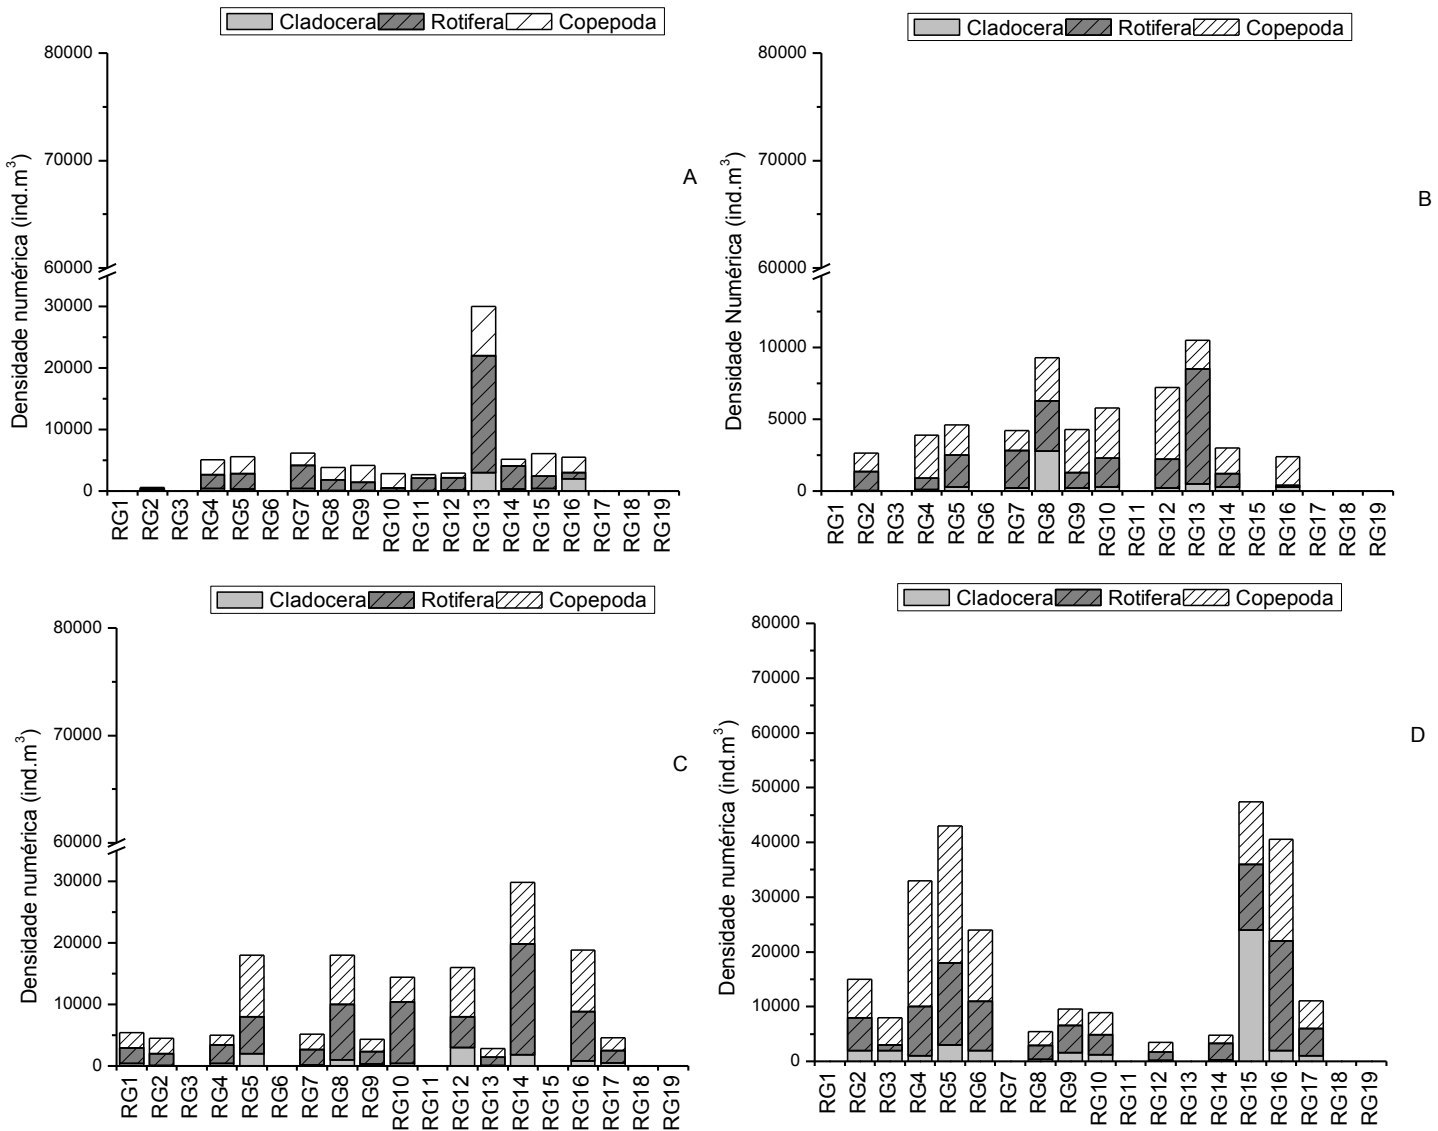 Cladocera Rotifera Copepoda
80000
70000
60000
30000
20000
10000
0
Densidade numérica (ind.m³)
A
RG1 RG2 RG3 RG4 RG5 RG6 RG7 RG8 RG9 RG10 RG11 RG12 RG13 RG14 RG15 RG16 RG17 RG18 RG19
Cladocera Rotifera Copepoda
80000
70000
60000
10000
5000
0
Densidade Numérica (ind.m³)
B
RG1 RG2 RG3 RG4 RG5 RG6 RG7 RG8 RG9 RG10 RG11 RG12 RG13 RG14 RG15 RG16 RG17 RG18 RG19
Cladocera Rotifera Copepoda
80000
70000
60000
30000
20000
10000
0
Densidade numérica (ind.m³)
C
RG1 RG2 RG3 RG4 RG5 RG6 RG7 RG8 RG9 RG10 RG11 RG12 RG13 RG14 RG15 RG16 RG17 RG18 RG19
Cladocera Rotifera Copepoda
80000
70000
60000
50000
40000
30000
20000
10000
0
Densidade numérica (ind.m³)
D
RG1 RG2 RG3 RG4 RG5 RG6 RG7 RG8 RG9 RG10 RG11 RG12 RG13 RG14 RG15 RG16 RG17 RG18 RG19